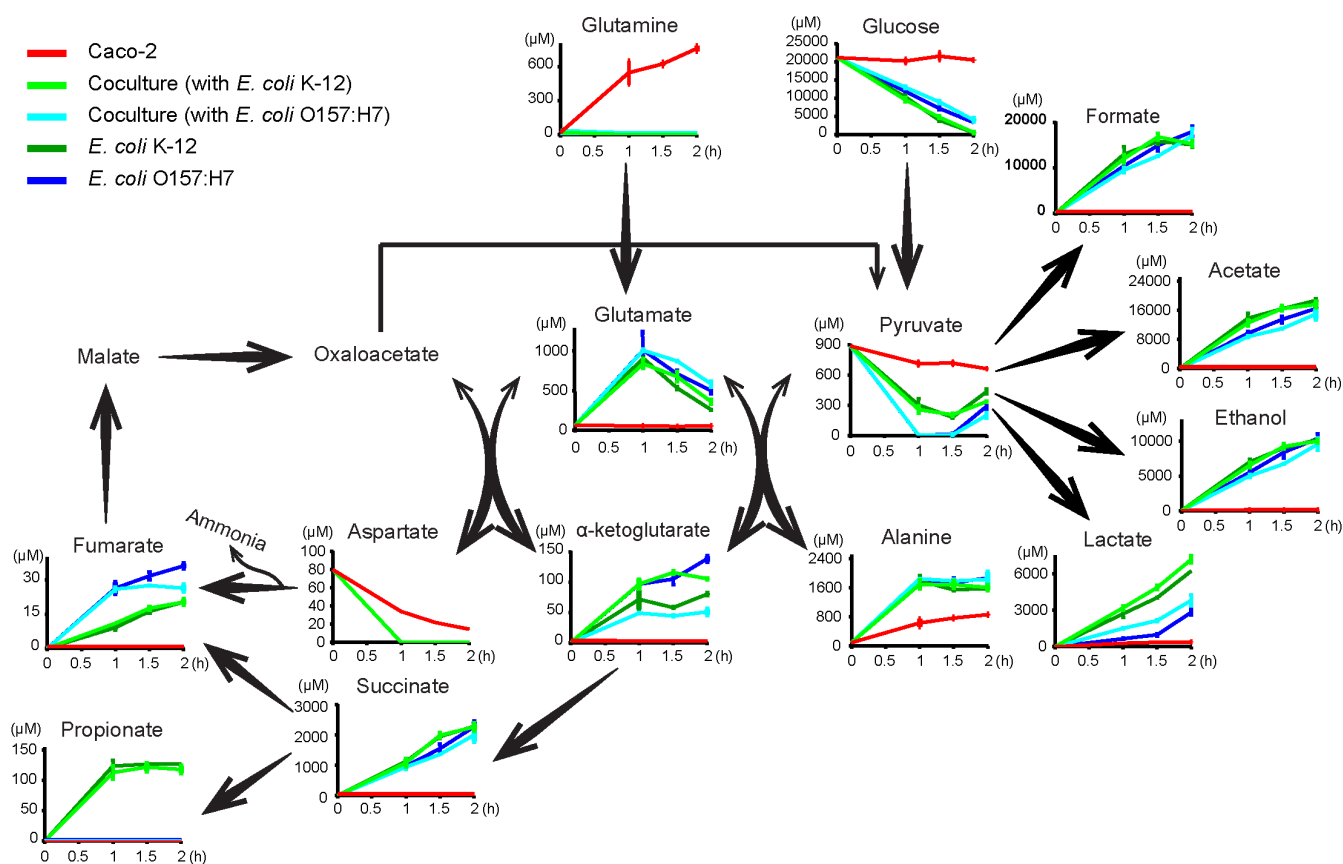 Caco-2
Coculture (with E. coli K-12)
Coculture (with E. coli O157:H7)
E. coli K-12
E. coli O157:H7
Glutamine
(µM)
600
300
0
0 0.5 1 1.5 2 (h)
Glucose
(µM)
25000
20000
15000
10000
5000
0
0 0.5 1 1.5 2 (h)
Formate
(µM)
20000
10000
0
0 0.5 1 1.5 2 (h)
Acetate
(µM)
24000
16000
8000
0
0 0.5 1 1.5 2 (h)
Malate
Oxaloacetate
Glutamate
(µM)
1000
500
0
0 0.5 1 1.5 2 (h)
Pyruvate
(µM)
900
600
300
0
0 0.5 1 1.5 2 (h)
Ethanol
(µM)
10000
5000
0
0 0.5 1 1.5 2 (h)
Ammonia
Fumarate
(µM)
30
15
0
0 0.5 1 1.5 2 (h)
Aspartate
(µM)
100
80
60
40
20
0
0 0.5 1 1.5 2 (h)
α-ketoglutarate
(µM)
150
100
50
0
0 0.5 1 1.5 2 (h)
Alanine
(µM)
2400
1600
800
0
0 0.5 1 1.5 2 (h)
Lactate
(µM)
6000
3000
0
0 0.5 1 1.5 2 (h)
Succinate
(µM)
3000
2000
1000
0
0 0.5 1 1.5 2 (h)
Propionate
(µM)
150
100
50
0
0 0.5 1 1.5 2 (h)